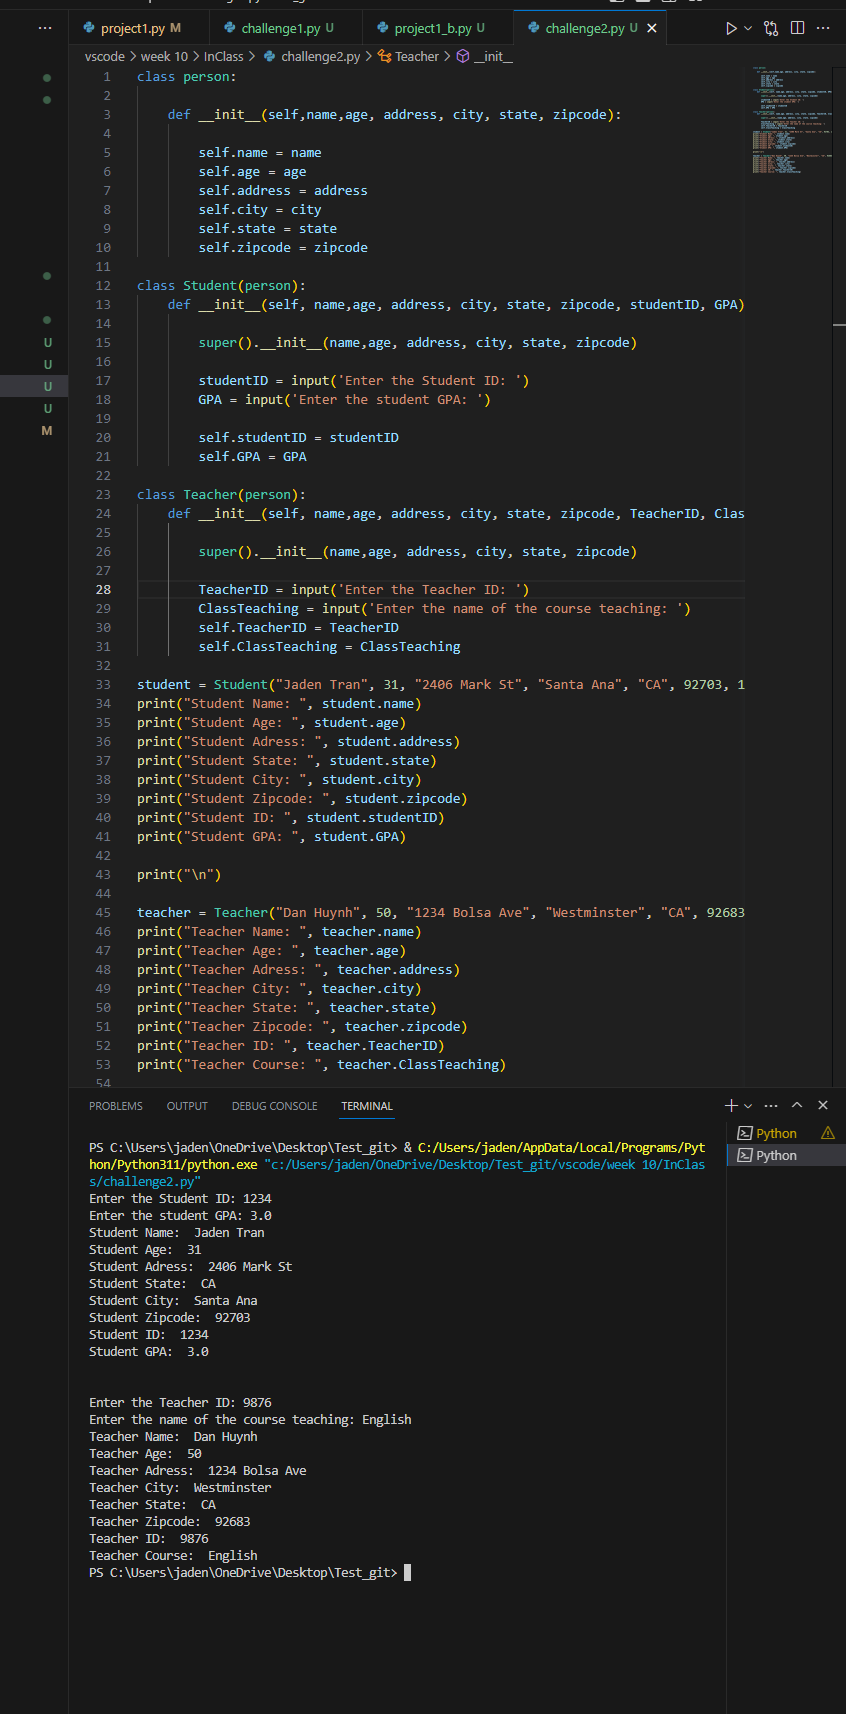 project1.py M
challenge1.py U
project1_b.py U
challenge2.py U
vscode > week 10 > InClass > challenge2.py > Teacher > __init__
1 class person:
2
3 def __init__(self,name,age, address, city, state, zipcode):
4
5 self.name = name
6 self.age = age
7 self.address = address
8 self.city = city
9 self.state = state
10 self.zipcode = zipcode
11
12 class Student(person):
13 def __init__(self, name,age, address, city, state, zipcode, studentID, GPA)
14
15 super().__init__(name,age, address, city, state, zipcode)
16
17 studentID = input('Enter the Student ID: ')
18 GPA = input('Enter the student GPA: ')
19
20 self.studentID = studentID
21 self.GPA = GPA
22
23 class Teacher(person):
24 def __init__(self, name,age, address, city, state, zipcode, TeacherID, Clas
25
26 super().__init__(name,age, address, city, state, zipcode)
27
28 TeacherID = input('Enter the Teacher ID: ')
29 ClassTeaching = input('Enter the name of the course teaching: ')
30 self.TeacherID = TeacherID
31 self.ClassTeaching = ClassTeaching
32
33 student = Student("Jaden Tran", 31, "2406 Mark St", "Santa Ana", "CA", 92703, 1
34 print("Student Name: ", student.name)
35 print("Student Age: ", student.age)
36 print("Student Adress: ", student.address)
37 print("Student State: ", student.state)
38 print("Student City: ", student.city)
39 print("Student Zipcode: ", student.zipcode)
40 print("Student ID: ", student.studentID)
41 print("Student GPA: ", student.GPA)
42
43 print("\n")
44
45 teacher = Teacher("Dan Huynh", 50, "1234 Bolsa Ave", "Westminster", "CA", 92683
46 print("Teacher Name: ", teacher.name)
47 print("Teacher Age: ", teacher.age)
48 print("Teacher Adress: ", teacher.address)
49 print("Teacher City: ", teacher.city)
50 print("Teacher State: ", teacher.state)
51 print("Teacher Zipcode: ", teacher.zipcode)
52 print("Teacher ID: ", teacher.TeacherID)
53 print("Teacher Course: ", teacher.ClassTeaching)
54
U
U
U
U
M
PROBLEMS OUTPUT DEBUG CONSOLE TERMINAL
Python
Python
PS C:\Users\jaden\OneDrive\Desktop\Test_git> & C:/Users/jaden/AppData/Local/Programs/Pyt
hon/Python311/python.exe "c:/Users/jaden/OneDrive/Desktop/Test_git/vscode/week 10/InClas
s/challenge2.py"
Enter the Student ID: 1234
Enter the student GPA: 3.0
Student Name:  Jaden Tran
Student Age:  31
Student Adress:  2406 Mark St
Student State:  CA
Student City:  Santa Ana
Student Zipcode:  92703
Student ID:  1234
Student GPA:  3.0
Enter the Teacher ID: 9876
Enter the name of the course teaching: English
Teacher Name:  Dan Huynh
Teacher Age:  50
Teacher Adress:  1234 Bolsa Ave
Teacher City:  Westminster
Teacher State:  CA
Teacher Zipcode:  92683
Teacher ID:  9876
Teacher Course:  English
PS C:\Users\jaden\OneDrive\Desktop\Test_git>